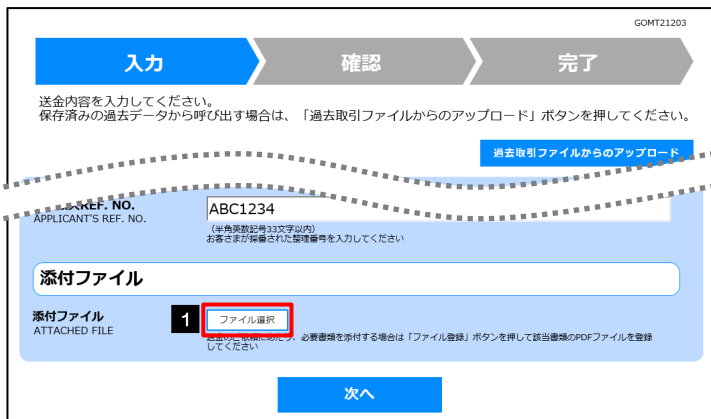 GOMT21203
入力
確認
完了
送金内容を入力してください。
保存済みの過去データから呼び出す場合は、「過去取引ファイルからのアップロード」ボタンを押してください。
過去取引ファイルからのアップロード
REF. NO.
APPLICANT'S REF. NO.
ABC1234
(半角英数記号33文字以内)
お客さまが採番された整理番号を入力してください
添付ファイル
添付ファイル
ATTACHED FILE
1
ファイル選択
送金のご依頼にあたり、必要書類を添付する場合は「ファイル登録」ボタンを押して該当書類のPDFファイルを登録
してください
次へ